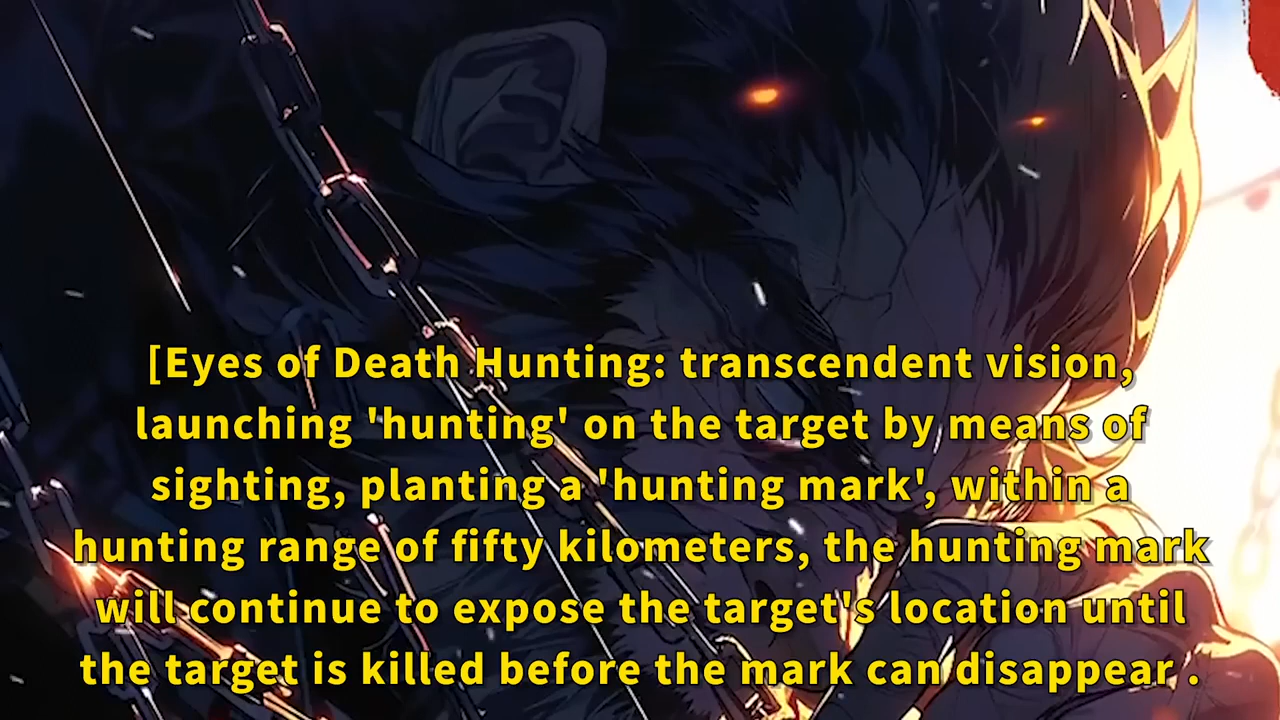 [Eyes of Death Hunting: transcendent vision,
launching 'hunting' on the target by means of
sighting, planting a 'hunting mark', within a
hunting range of fifty kilometers, the hunting mark
will continue to expose the target's location until
the target is killed before the mark can disappear .